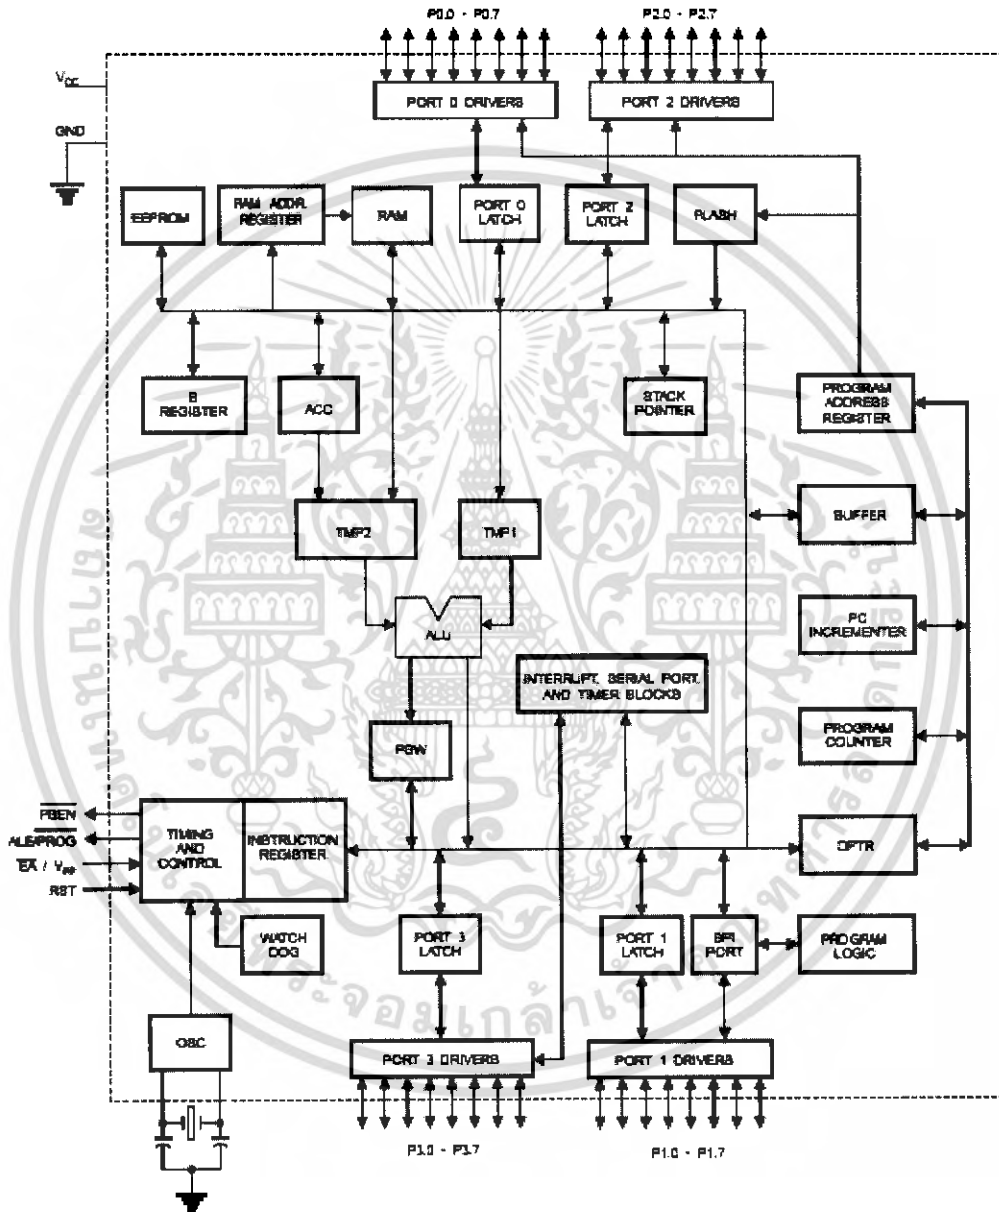 P0.0 - P0.7
P2.0 - P2.7
VCC
PORT 0 DRIVERS
PORT 2 DRIVERS
GND
EEPROM
RAM ADDR.
REGISTER
RAM
PORT 0
LATCH
PORT 2
LATCH
FLASH
B
REGISTER
ACC
STACK
POINTER
PROGRAM
ADDRESS
REGISTER
TMP2
TMP1
BUFFER
ALU
PC
INCREMENTER
INTERRUPT, SERIAL PORT,
AND TIMER BLOCKS
PSW
PROGRAM
COUNTER
PSEN
ALE/PROG
EA / VPP
RST
TIMING
AND
CONTROL
INSTRUCTION
REGISTER
DPTR
WATCH
DOG
PORT 3
LATCH
PORT 1
LATCH
SPI
PORT
PROGRAM
LOGIC
OSC
PORT 3 DRIVERS
PORT 1 DRIVERS
P3.0 - P3.7
P1.0 - P1.7